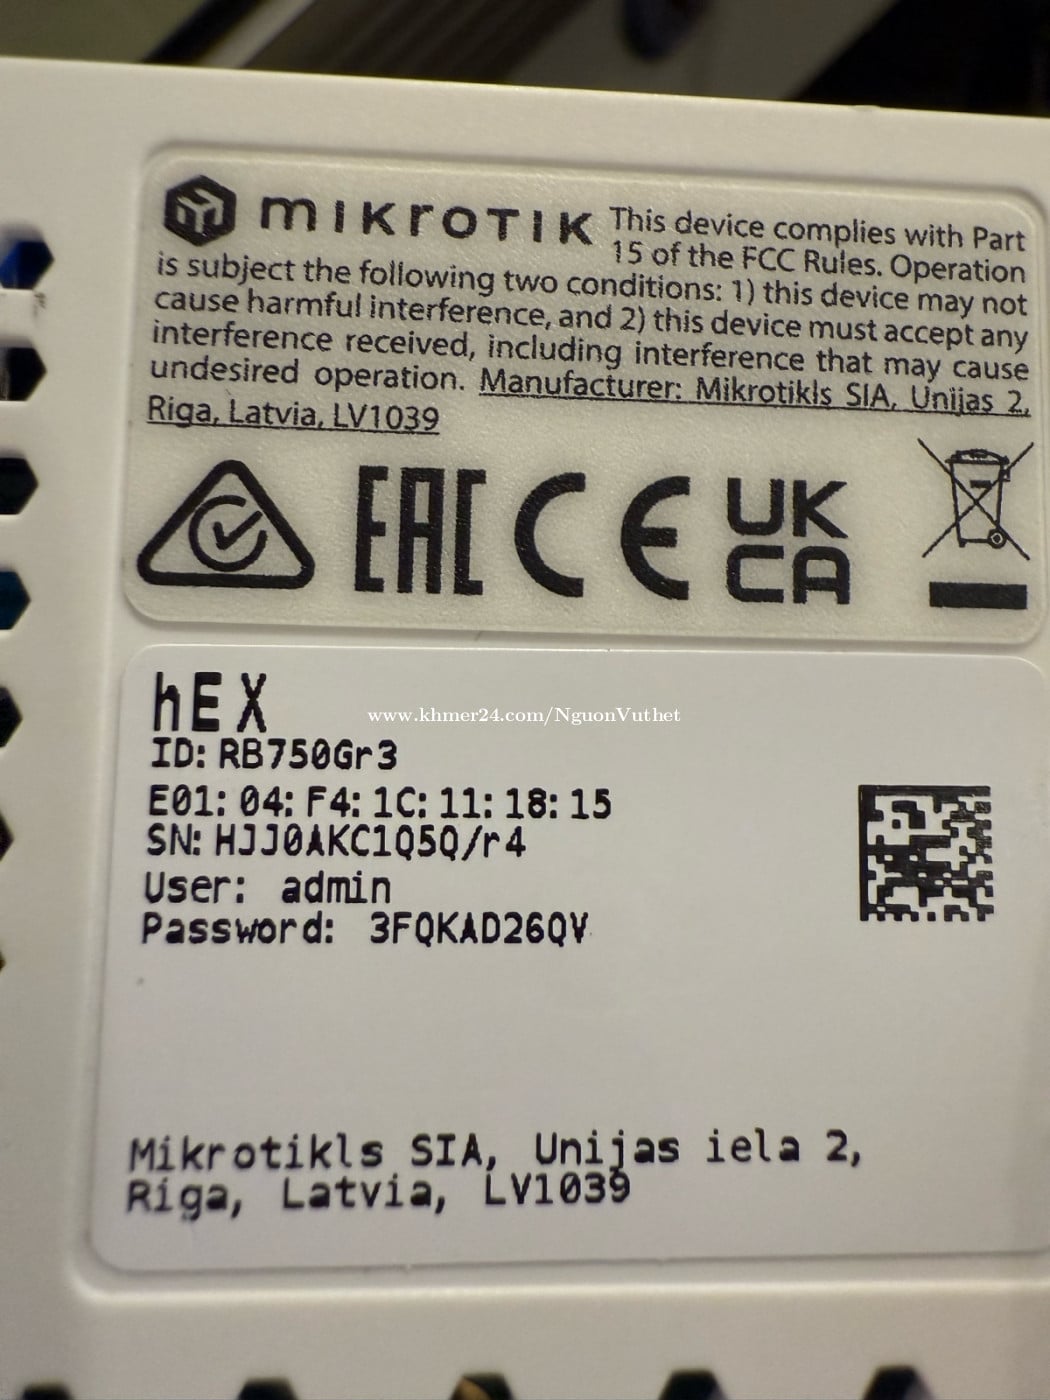 MIKROTIK This device complies with Part
15 of the FCC Rules. Operation
is subject the following two conditions: 1) this device may not
cause harmful interference, and 2) this device must accept any
interference received, including interference that may cause
undesired operation. Manufacturer: Mikrotikls SIA, Unijas 2,
Riga, Latvia, LV1039
EAC CE UK
CA
hEX
www.khmer24.com/NguonVuthet
ID: RB750Gr3
E01: 04: F4: 1C: 11: 18: 15
SN: HJJ0AKC1Q5Q/r4
User: admin
Password: 3FQKAD26QV
Mikrotikls SIA, Unijas iela 2,
Riga, Latvia, LV1039